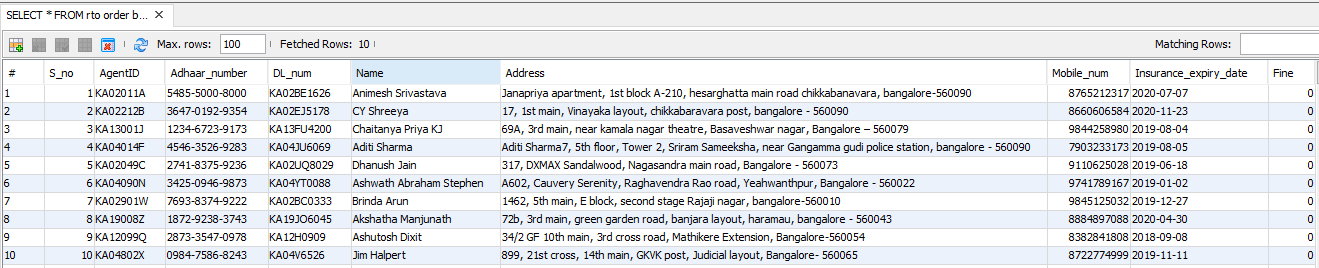 SELECT * FROM rto order b... ×
Max. rows: 100 Fetched Rows: 10 Matching Rows:
# S_no AgentID Adhaar_number DL_num Name Address Mobile_num Insurance_expiry_date Fine
1 1 KA02011A 5485-5000-8000 KA02BE1626 Animesh Srivastava Janapriya apartment, 1st block A-210, hesarghatta main road chikkabanavara, bangalore-560090 8765212317 2020-07-07 0
2 2 KA02212B 3647-0192-9354 KA02EJ5178 CY Shreeya 17, 1st main, Vinayaka layout, chikkabaravara post, bangalore - 560090 8660606584 2020-11-23 0
3 3 KA13001J 1234-6723-9173 KA13FU4200 Chaitanya Priya KJ 69A, 3rd main, near kamala nagar theatre, Basaveshwar nagar, Bangalore – 560079 9844258980 2019-08-04 0
4 4 KA04014F 4546-3526-9283 KA04JU6069 Aditi Sharma Aditi Sharma7, 5th floor, Tower 2, Sriram Sameeksha, near Gangamma gudi police station, bangalore - 560090 7903233173 2019-08-05 0
5 5 KA02049C 2741-8375-9236 KA02UQ8029 Dhanush Jain 317, DXMAX Sandalwood, Nagasandra main road, Bangalore - 560073 9110625028 2019-06-18 0
6 6 KA04090N 3425-0946-9873 KA04YT0088 Ashwath Abraham Stephen A602, Cauvery Serenity, Raghavendra Rao road, Yeahwanthpur, Bangalore - 560022 9741789167 2019-01-02 0
7 7 KA02901W 7693-8374-9222 KA02BC0333 Brinda Arun 1462, 5th main, E block, second stage Rajaji nagar, bangalore-560010 9845125032 2019-12-27 0
8 8 KA19008Z 1872-9238-3743 KA19JO6045 Akshatha Manjunath 72b, 3rd main, green garden road, banjara layout, haramau, bangalore - 560043 8884897088 2020-04-30 0
9 9 KA12099Q 2873-3547-0978 KA12H0909 Ashutosh Dixit 34/2 GF 10th main, 3rd cross road, Mathikere Extension, Bangalore-560054 8382841808 2018-09-08 0
10 10 KA04802X 0984-7586-8243 KA04V6526 Jim Halpert 899, 21st cross, 14th main, GKVK post, Judicial layout, Bangalore- 560065 8722774999 2019-11-11 0